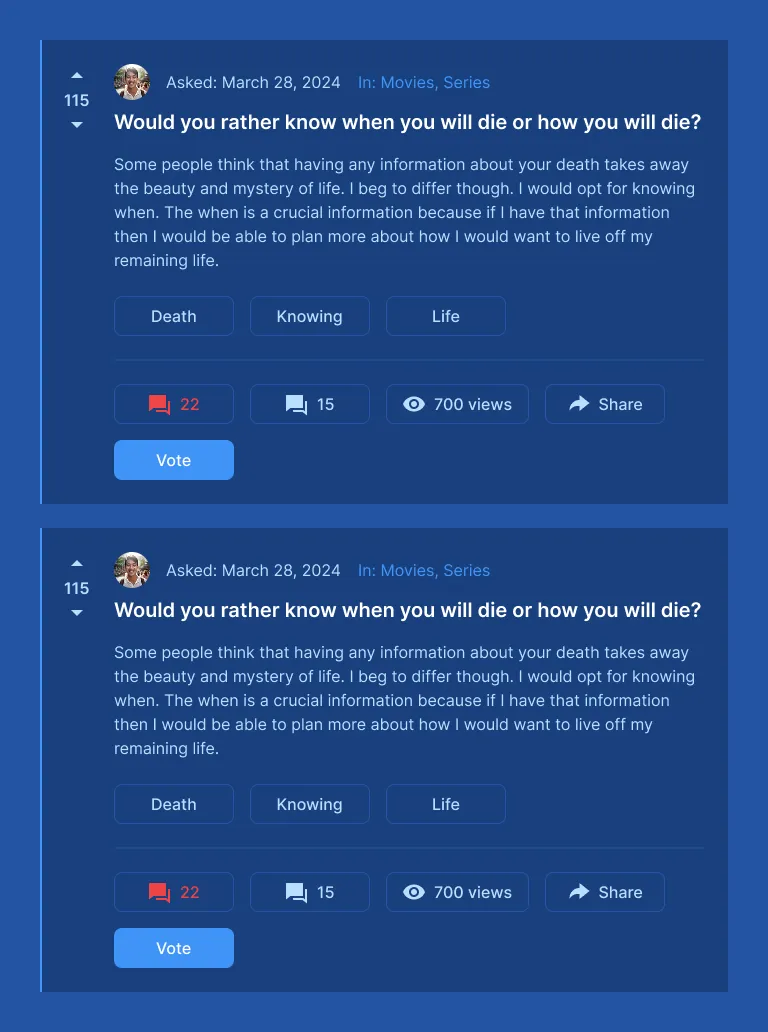 Asked: March 28, 2024 In: Movies, Series
115
Would you rather know when you will die or how you will die?
Some people think that having any information about your death takes away
the beauty and mystery of life. I beg to differ though. I would opt for knowing
when. The when is a crucial information because if I have that information
then I would be able to plan more about how I would want to live off my
remaining life.
Death Knowing Life
22 15 700 views Share
Vote
Asked: March 28, 2024 In: Movies, Series
115
Would you rather know when you will die or how you will die?
Some people think that having any information about your death takes away
the beauty and mystery of life. I beg to differ though. I would opt for knowing
when. The when is a crucial information because if I have that information
then I would be able to plan more about how I would want to live off my
remaining life.
Death Knowing Life
22 15 700 views Share
Vote